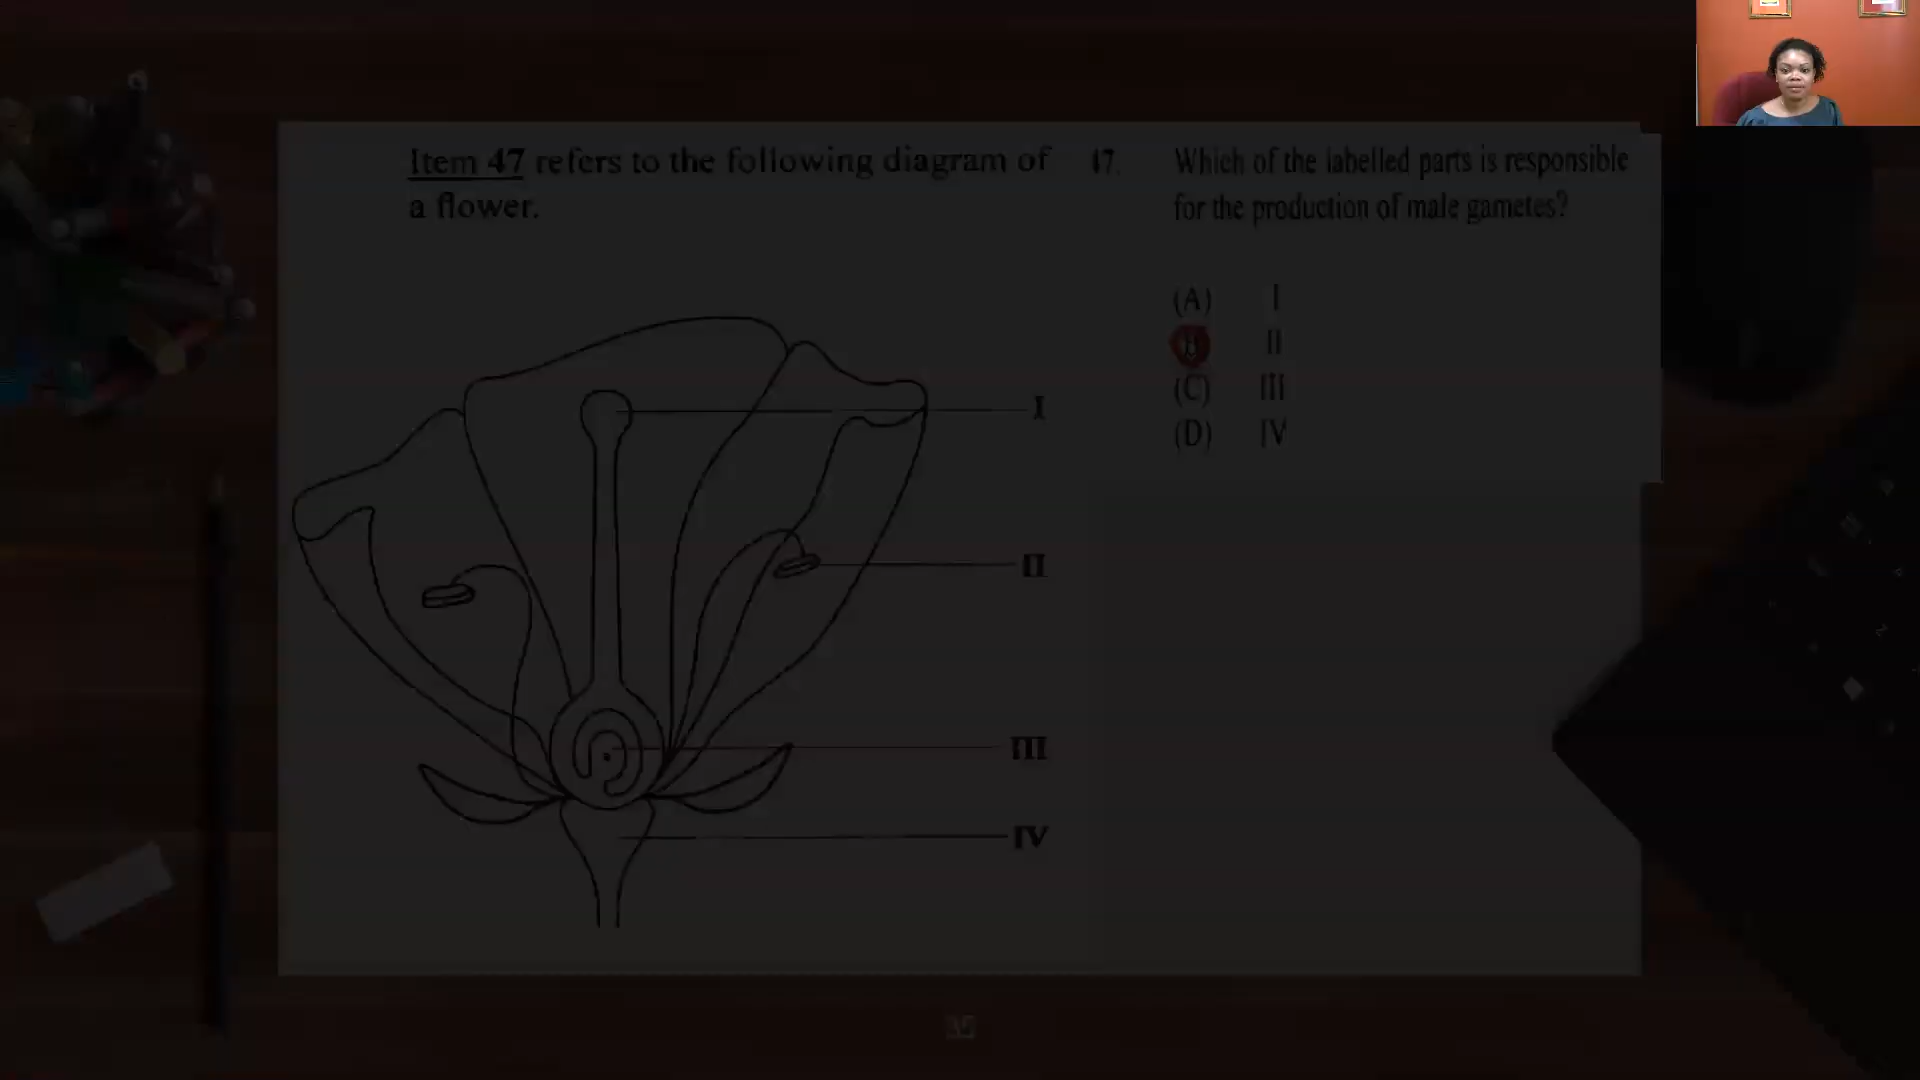 Item 47 refers to the following diagram of
a flower.
I
II
III
IV
47.
Which of the labelled parts is responsible
for the production of male gametes?
(A) I
II
(C) III
(D) IV